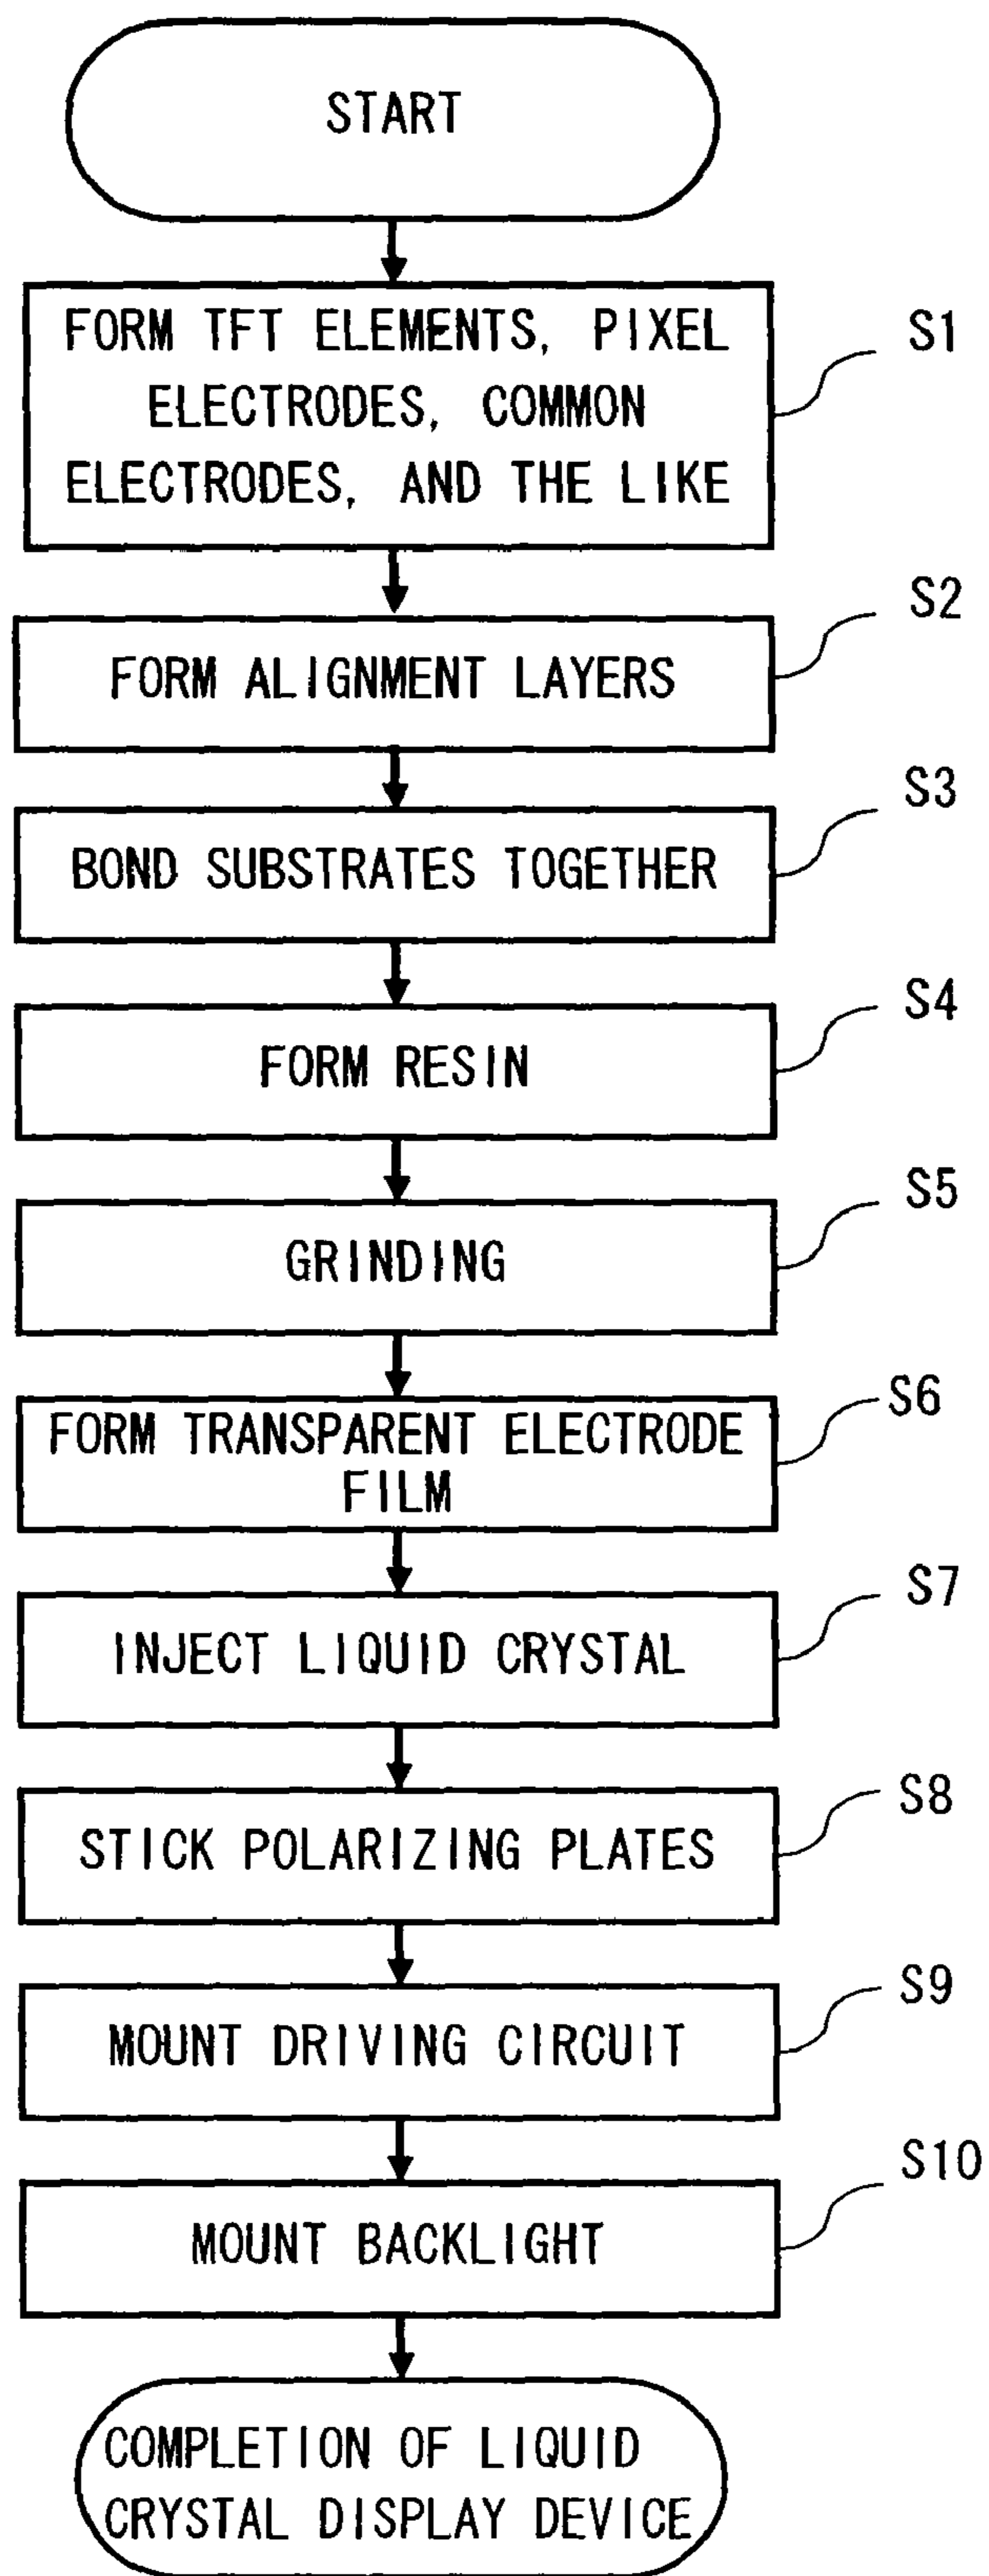 START
FORM TFT ELEMENTS, PIXEL
ELECTRODES, COMMON
ELECTRODES, AND THE LIKE
S1
FORM ALIGNMENT LAYERS
S2
BOND SUBSTRATES TOGETHER
S3
FORM RESIN
S4
GRINDING
S5
FORM TRANSPARENT ELECTRODE
FILM
S6
INJECT LIQUID CRYSTAL
S7
STICK POLARIZING PLATES
S8
MOUNT DRIVING CIRCUIT
S9
MOUNT BACKLIGHT
S10
COMPLETION OF LIQUID
CRYSTAL DISPLAY DEVICE